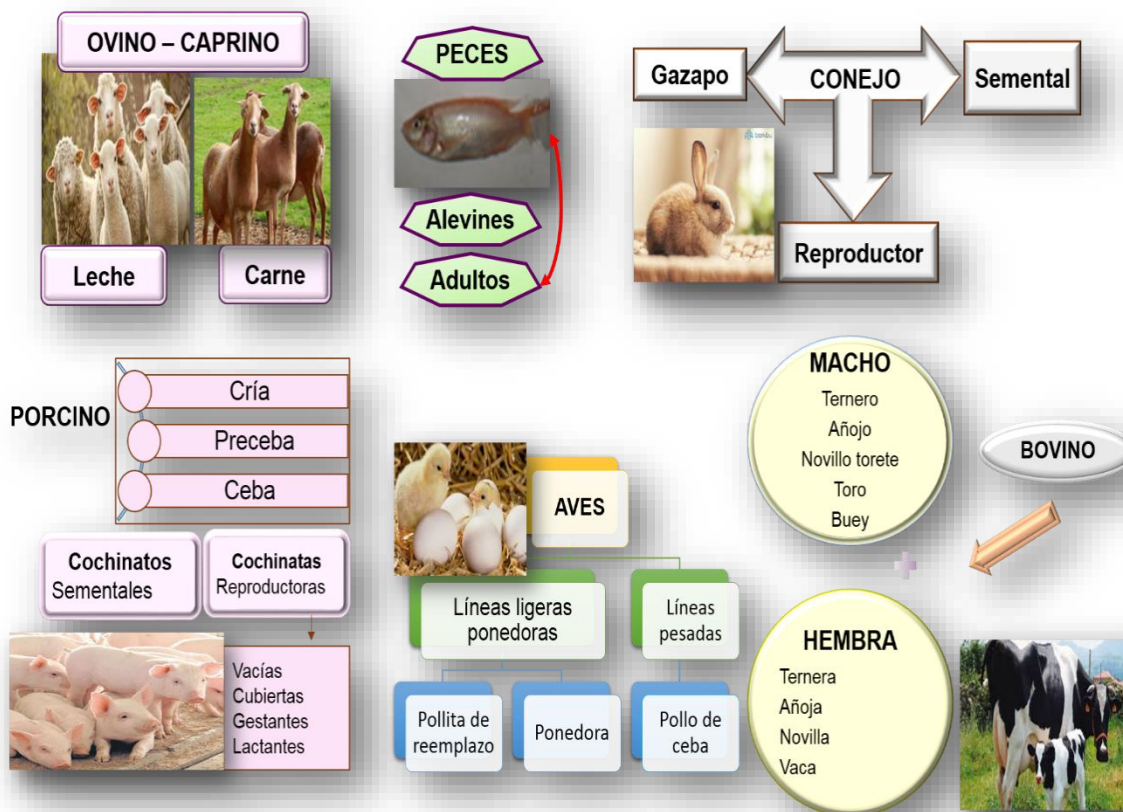 OVINO – CAPRINO
Leche
Carne
PECES
Alevines
Adultos
Gazapo
CONEJO
Semental
Reproductor
PORCINO
Cría
Preceba
Ceba
Cochinatos
Sementales
Cochinatas
Reproductoras
Vacías
Cubiertas
Gestantes
Lactantes
AVES
Líneas ligeras
ponedoras
Líneas
pesadas
Pollita de
reemplazo
Ponedora
Pollo de
ceba
MACHO
Ternero
Añojo
Novillo torete
Toro
Buey
BOVINO
HEMBRA
Ternera
Añoja
Novilla
Vaca